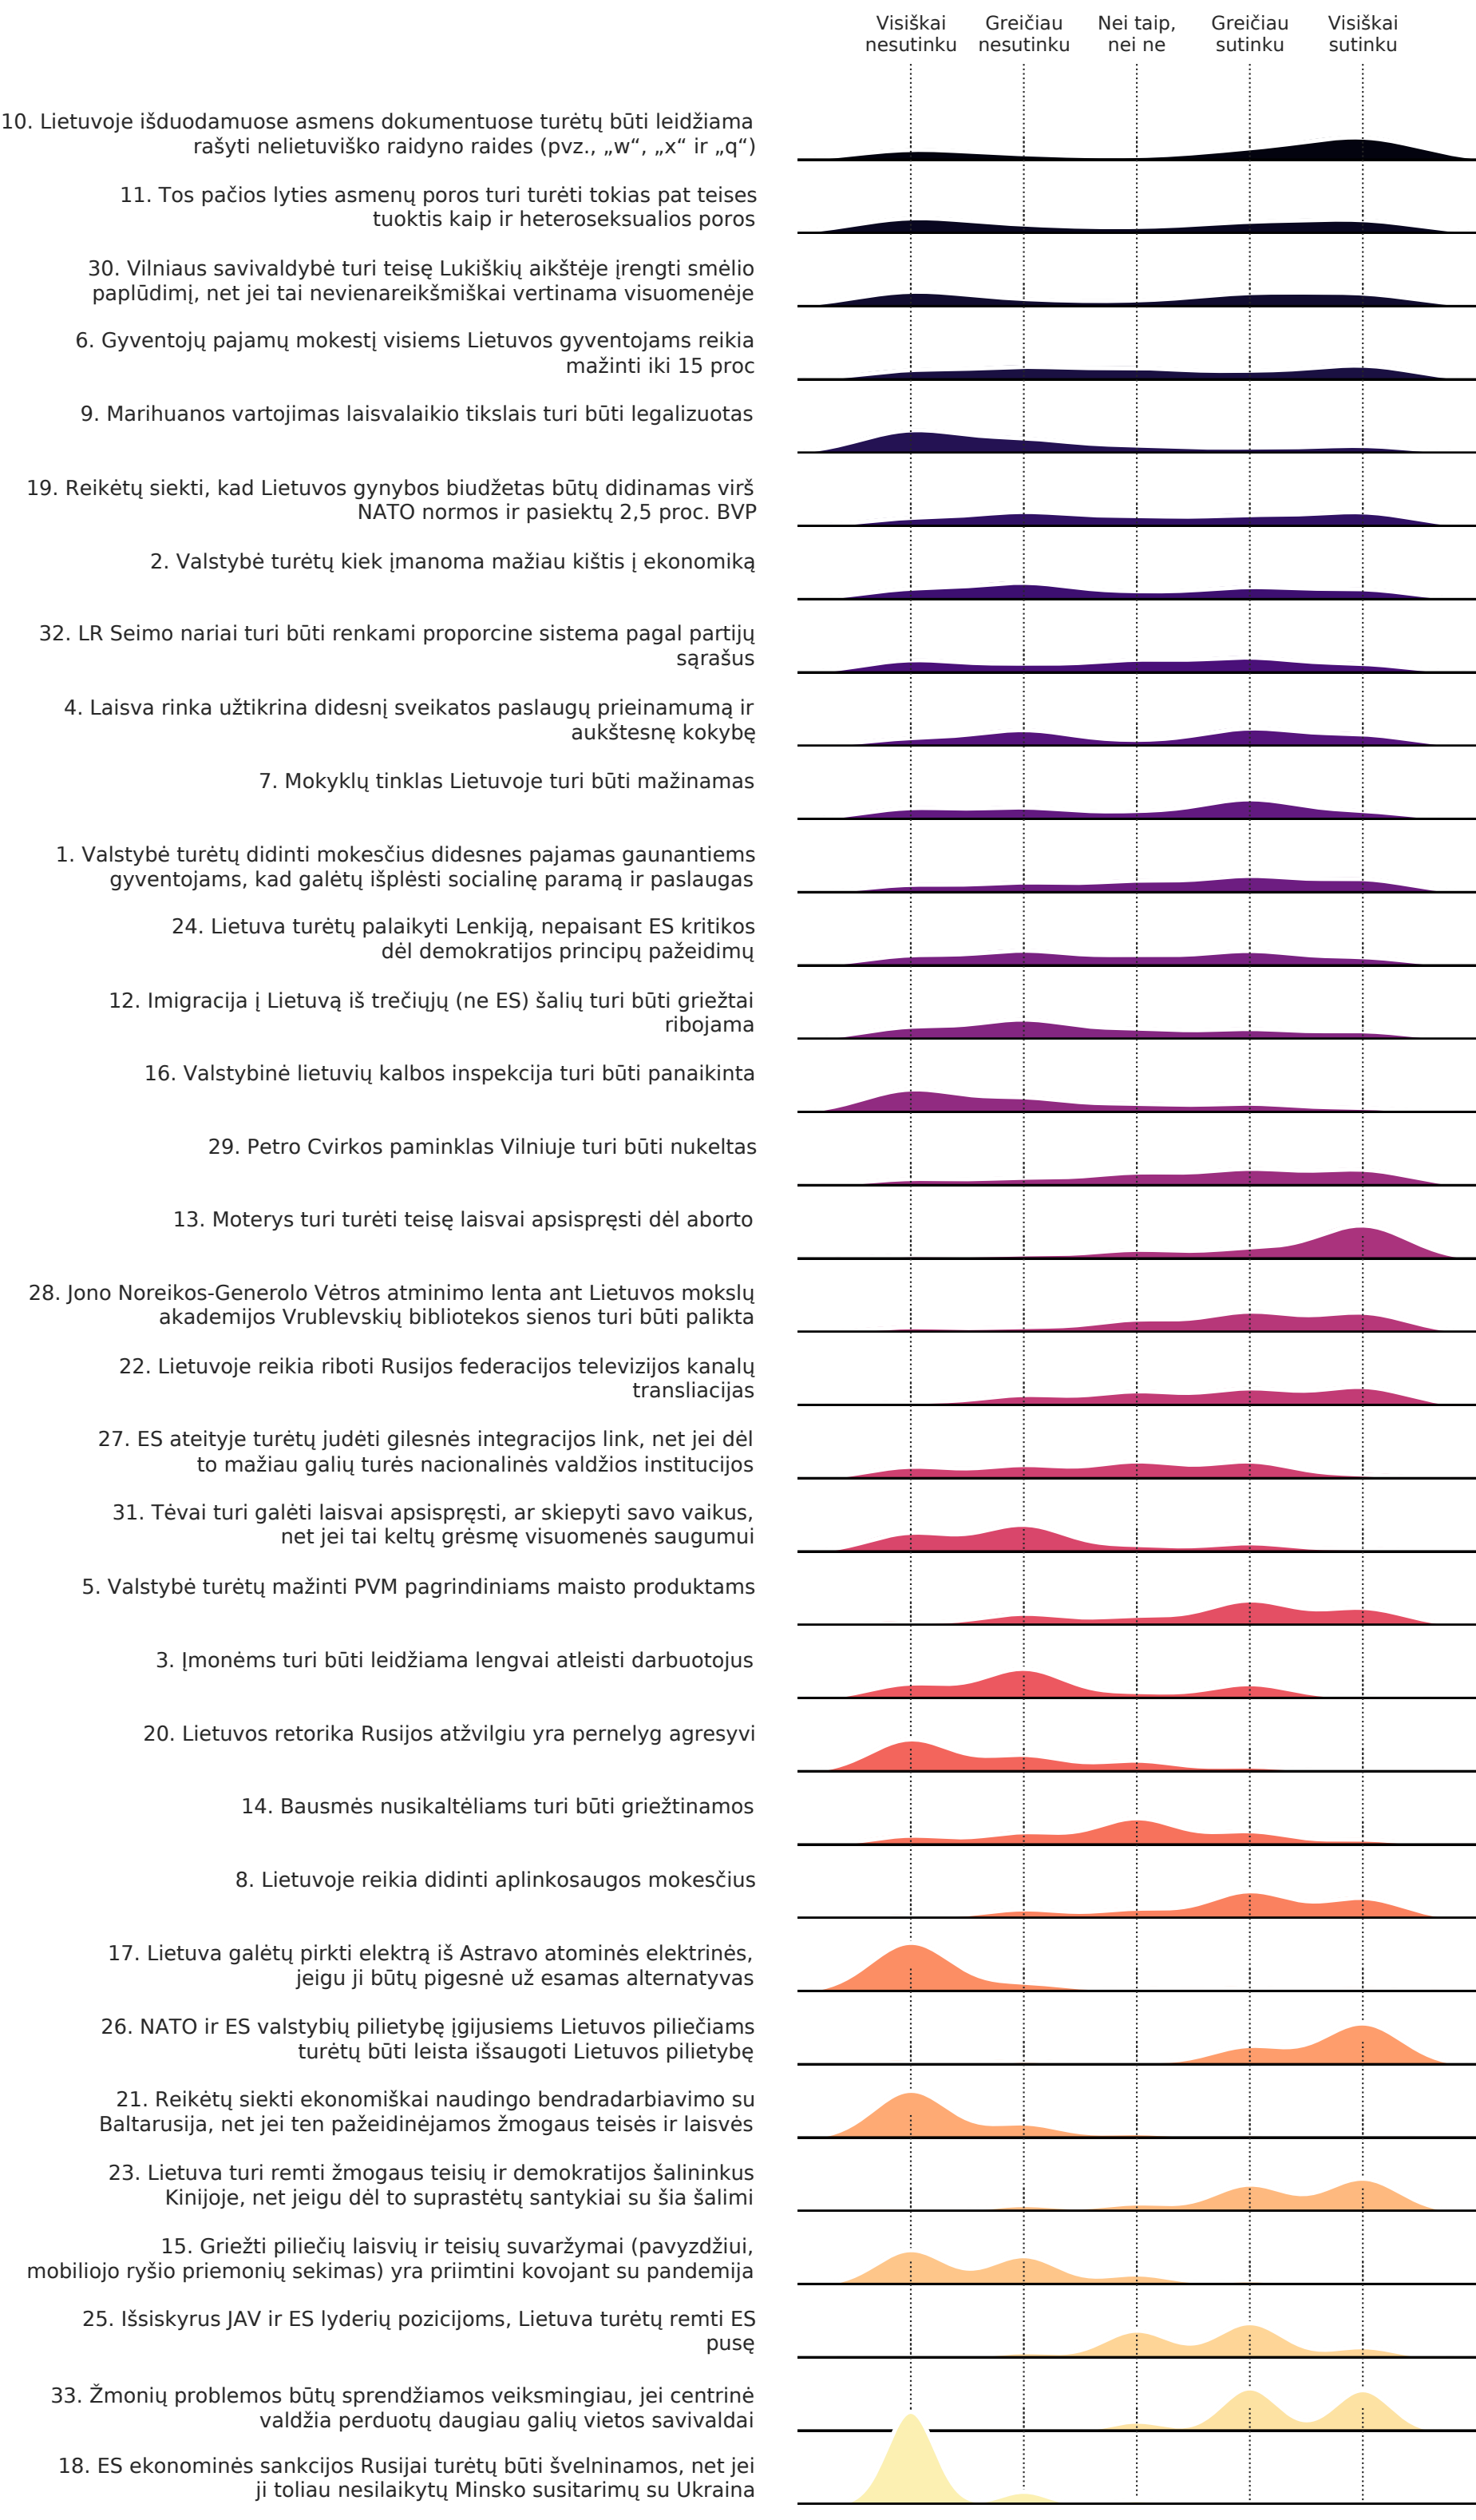 Visiškai Greičiau Nei taip, Greičiau Visiškai
nesutinku nesutinku nei ne sutinku sutinku
10. Lietuvoje išduodamuose asmens dokumentuose turėtų būti leidžiama
rašyti nelietuviško raidyno raides (pvz., „w“, „x“ ir „q“)
11. Tos pačios lyties asmenų poros turi turėti tokias pat teises
tuoktis kaip ir heteroseksualios poros
30. Vilniaus savivaldybė turi teisę Lukiškių aikštėje įrengti smėlio
paplūdimį, net jei tai nevienareikšmiškai vertinama visuomenėje
6. Gyventojų pajamų mokestį visiems Lietuvos gyventojams reikia
mažinti iki 15 proc
9. Marihuanos vartojimas laisvalaikio tikslais turi būti legalizuotas
19. Reikėtų siekti, kad Lietuvos gynybos biudžetas būtų didinamas virš
NATO normos ir pasiektų 2,5 proc. BVP
2. Valstybė turėtų kiek įmanoma mažiau kištis į ekonomiką
32. LR Seimo nariai turi būti renkami proporcine sistema pagal partijų
sąrašus
4. Laisva rinka užtikrina didesnį sveikatos paslaugų prieinamumą ir
aukštesnę kokybę
7. Mokyklų tinklas Lietuvoje turi būti mažinamas
1. Valstybė turėtų didinti mokesčius didesnes pajamas gaunantiems
gyventojams, kad galėtų išplėsti socialinę paramą ir paslaugas
24. Lietuva turėtų palaikyti Lenkiją, nepaisant ES kritikos
dėl demokratijos principų pažeidimų
12. Imigracija į Lietuvą iš trečiųjų (ne ES) šalių turi būti griežtai
ribojama
16. Valstybinė lietuvių kalbos inspekcija turi būti panaikinta
29. Petro Cvirkos paminklas Vilniuje turi būti nukeltas
13. Moterys turi turėti teisę laisvai apsispręsti dėl aborto
28. Jono Noreikos-Generolo Vėtros atminimo lenta ant Lietuvos mokslų
akademijos Vrublevskių bibliotekos sienos turi būti palikta
22. Lietuvoje reikia riboti Rusijos federacijos televizijos kanalų
transliacijas
27. ES ateityje turėtų judėti gilesnės integracijos link, net jei dėl
to mažiau galių turės nacionalinės valdžios institucijos
31. Tėvai turi galėti laisvai apsispręsti, ar skiepyti savo vaikus,
net jei tai keltų grėsmę visuomenės saugumui
5. Valstybė turėtų mažinti PVM pagrindiniams maisto produktams
3. Įmonėms turi būti leidžiama lengvai atleisti darbuotojus
20. Lietuvos retorika Rusijos atžvilgiu yra pernelyg agresyvi
14. Bausmės nusikaltėliams turi būti griežtinamos
8. Lietuvoje reikia didinti aplinkosaugos mokesčius
17. Lietuva galėtų pirkti elektrą iš Astravo atominės elektrinės,
jeigu ji būtų pigesnė už esamas alternatyvas
26. NATO ir ES valstybių pilietybę įgijusiems Lietuvos piliečiams
turėtų būti leista išsaugoti Lietuvos pilietybę
21. Reikėtų siekti ekonomiškai naudingo bendradarbiavimo su
Baltarusija, net jei ten pažeidinėjamos žmogaus teisės ir laisvės
23. Lietuva turi remti žmogaus teisių ir demokratijos šalininkus
Kinijoje, net jeigu dėl to suprastėtų santykiai su šia šalimi
15. Griežti piliečių laisvių ir teisių suvaržymai (pavyzdžiui,
mobiliojo ryšio priemonių sekimas) yra priimtini kovojant su pandemija
25. Išsiskyrus JAV ir ES lyderių pozicijoms, Lietuva turėtų remti ES
pusę
33. Žmonių problemos būtų sprendžiamos veiksmingiau, jei centrinė
valdžia perduotų daugiau galių vietos savivaldai
18. ES ekonominės sankcijos Rusijai turėtų būti švelninamos, net jei
ji toliau nesilaikytų Minsko susitarimų su Ukraina